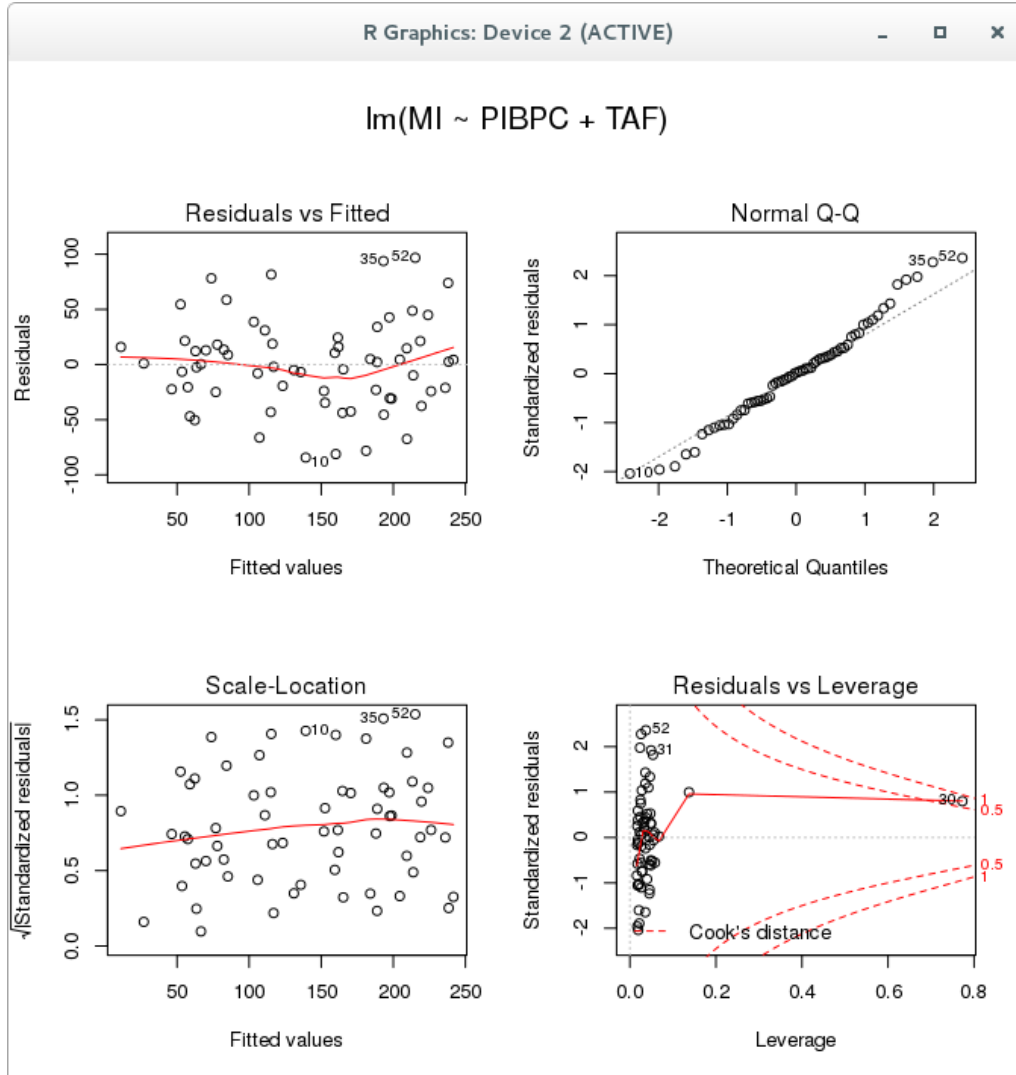 R Graphics: Device 2 (ACTIVE)
lm(MI ~ PIBPC + TAF)
Residuals vs Fitted
Residuals
-100 -50 0 50 100
35 52
10
50 100 150 200 250
Fitted values
Normal Q-Q
Standardized residuals
-2 -1 0 1 2
35 52
10
-2 -1 0 1 2
Theoretical Quantiles
Scale-Location
√|Standardized residuals|
0.0 0.5 1.0 1.5
35 52
10
50 100 150 200 250
Fitted values
Residuals vs Leverage
Standardized residuals
-2 -1 0 1 2
52
31
30
1
0.5
0.5
1
Cook's distance
0.0 0.2 0.4 0.6 0.8
Leverage